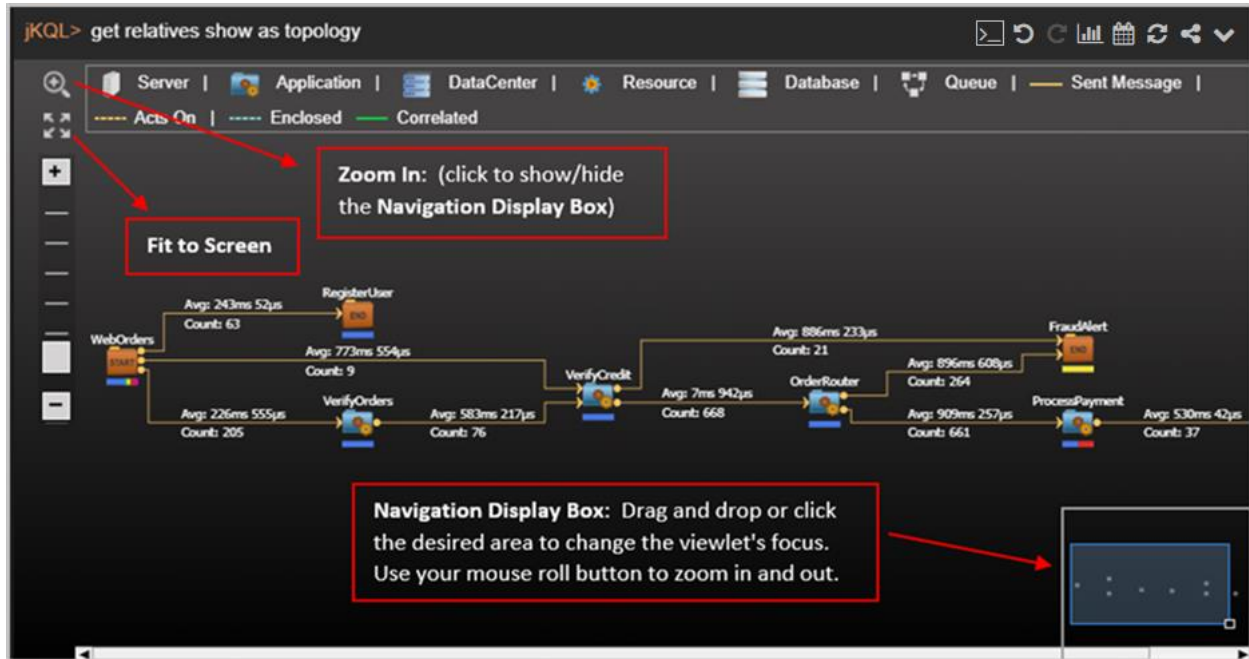 jKQL> get relatives show as topology
Server | Application | DataCenter | Resource | Database | Queue | Sent Message |
Acts On | Enclosed Correlated
Zoom In: (click to show/hide
the Navigation Display Box)
Fit to Screen
RegisterUser
Avg: 243ms 52µs
END
Count: 63
WebOrders
START
Avg: 773ms 554µs
Count: 9
VerifyCredit
Avg: 886ms 233µs
Count: 21
FraudAlert
END
Avg: 896ms 608µs
Count: 264
OrderRouter
Avg: 7ms 942µs
Count: 668
VerifyOrders
Avg: 226ms 555µs
Count: 205
Avg: 583ms 217µs
Count: 76
ProcessPayment
Avg: 909ms 257µs
Count: 661
Avg: 530ms 42µs
Count: 37
Navigation Display Box: Drag and drop or click
the desired area to change the viewlet's focus.
Use your mouse roll button to zoom in and out.